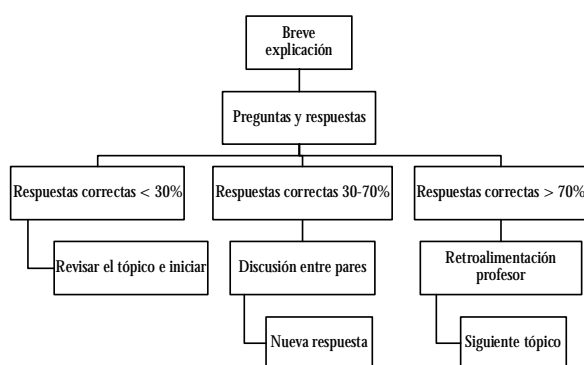 Breve
explicación
Preguntas y respuestas
Respuestas correctas < 30%
Respuestas correctas 30-70%
Respuestas correctas > 70%
Revisar el tópico e iniciar
Discusión entre pares
Retroalimentación
profesor
Nueva respuesta
Siguiente tópico